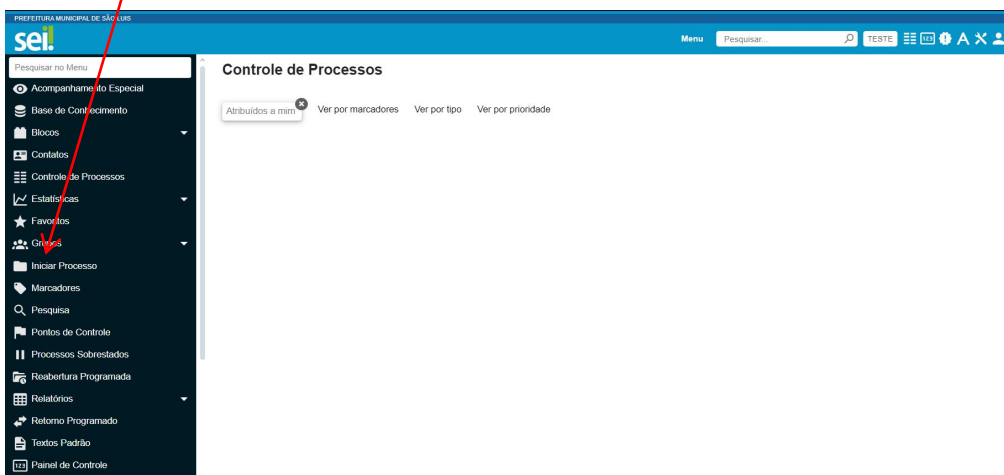 PREFEITURA MUNICIPAL DE SÃO LUIS
sei!
Menu
Pesquisar...
TESTE
Pesquisar no Menu
Acompanhamento Especial
Base de Conhecimento
Blocos
Contatos
Controle de Processos
Estatísticas
Favoritos
Grupos
Iniciar Processo
Marcadores
Pesquisa
Pontos de Controle
Processos Sobrestados
Reabertura Programada
Relatórios
Retorno Programado
Textos Padrão
123 Painel de Controle
Controle de Processos
Atribuídos a mim Ver por marcadores Ver por tipo Ver por prioridade